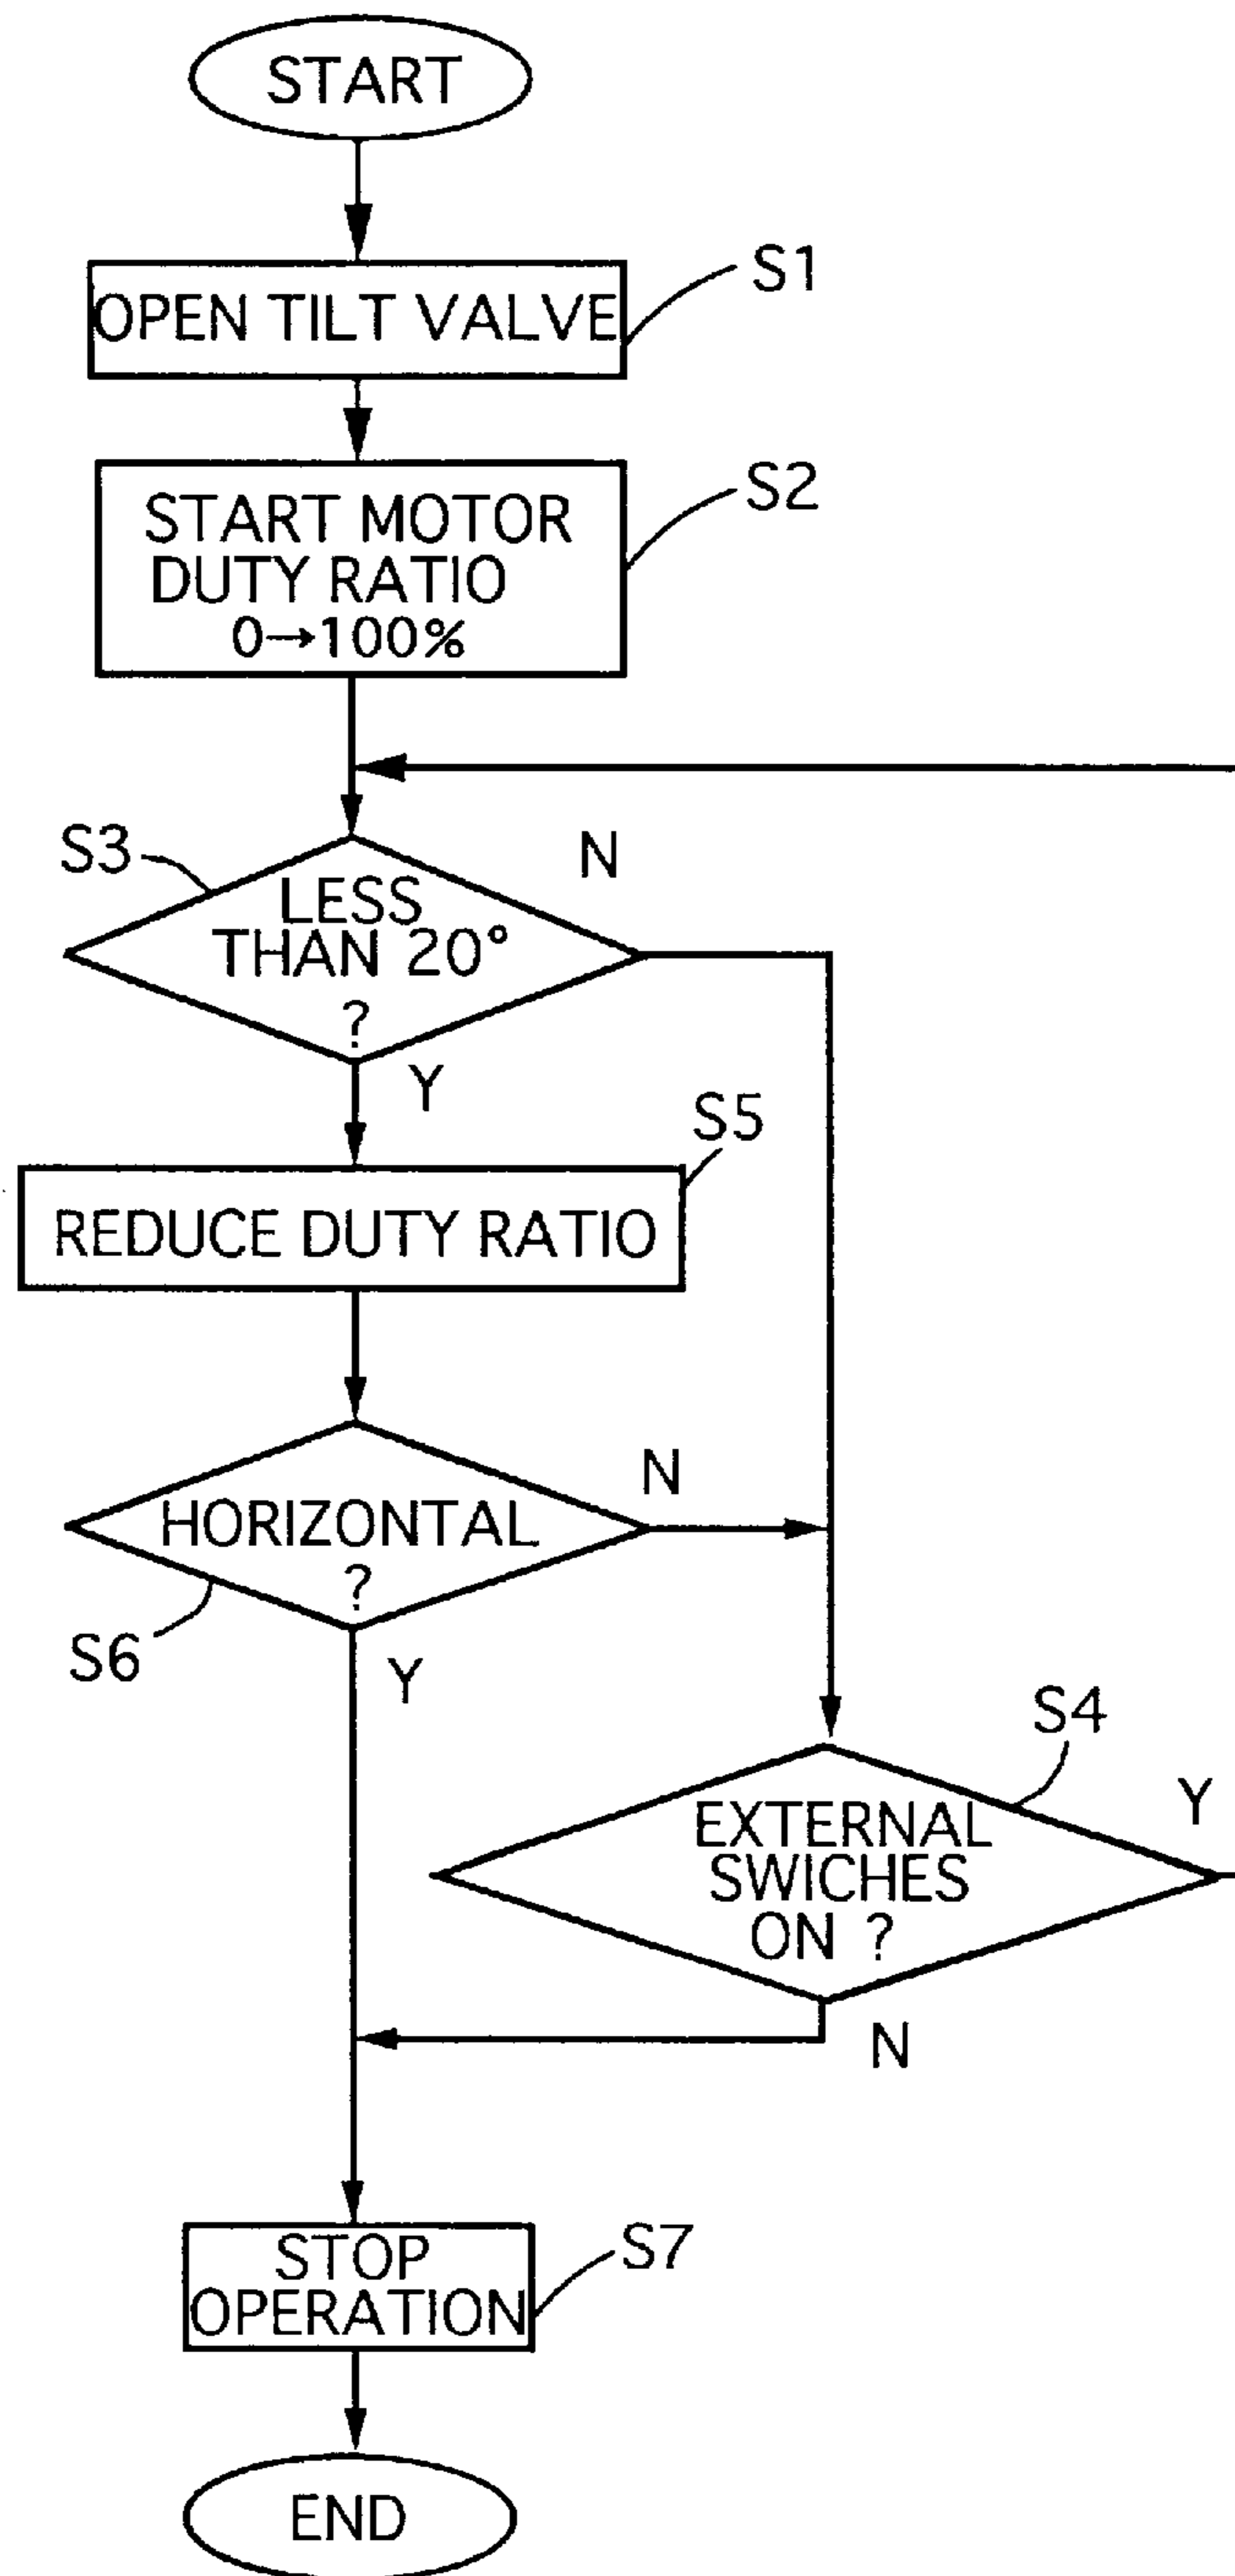 START
OPEN TILT VALVE
S1
START MOTOR
DUTY RATIO
0→100%
S2
S3
LESS
THAN 20°
?
N
Y
S5
REDUCE DUTY RATIO
HORIZONTAL
?
N
S6
Y
S4
EXTERNAL
SWICHES
ON ?
Y
N
STOP
OPERATION
S7
END